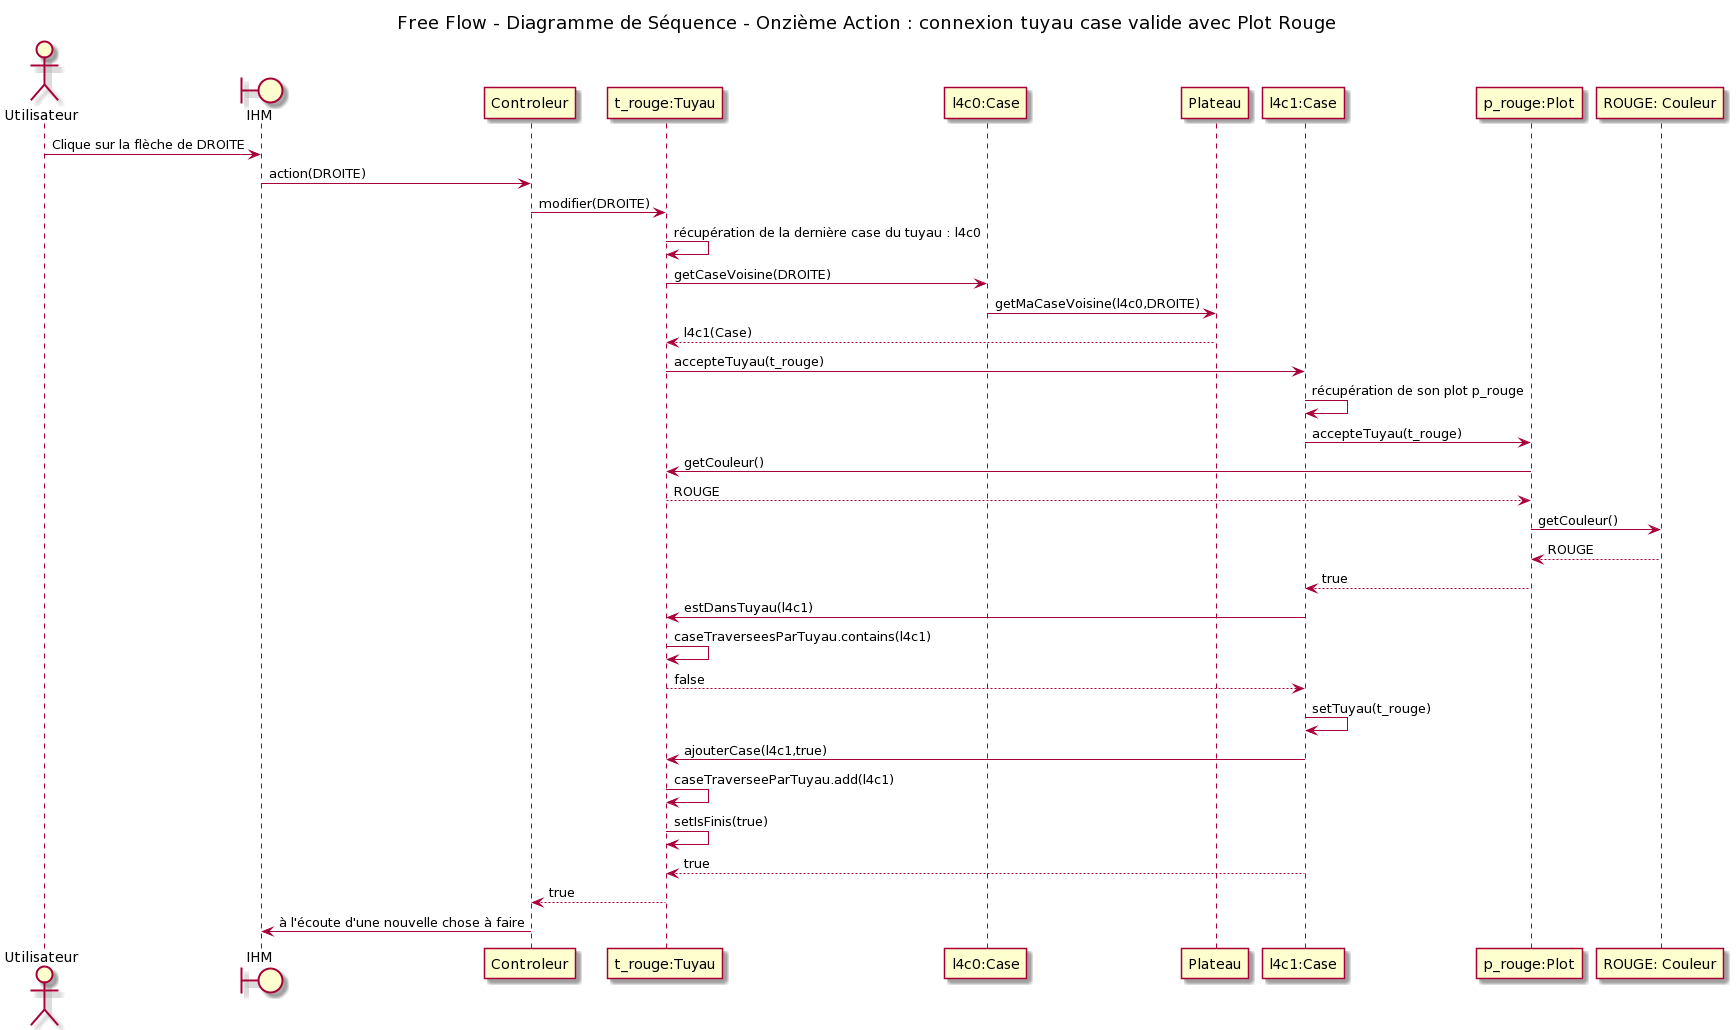 Free Flow - Diagramme de Séquence - Onzième Action : connexion tuyau case valide avec Plot Rouge
Utilisateur
IHM
Controleur
t_rouge:Tuyau
l4c0:Case
Plateau
l4c1:Case
p_rouge:Plot
ROUGE: Couleur
Clique sur la flèche de DROITE
action(DROITE)
modifier(DROITE)
récupération de la dernière case du tuyau : l4c0
getCaseVoisine(DROITE)
getMaCaseVoisine(l4c0,DROITE)
l4c1(Case)
accepteTuyau(t_rouge)
récupération de son plot p_rouge
accepteTuyau(t_rouge)
getCouleur()
ROUGE
getCouleur()
ROUGE
true
estDansTuyau(l4c1)
caseTraverseesParTuyau.contains(l4c1)
false
setTuyau(t_rouge)
ajouterCase(l4c1,true)
caseTraverseeParTuyau.add(l4c1)
setIsFinis(true)
true
true
à l'écoute d'une nouvelle chose à faire
Utilisateur
IHM
Controleur
t_rouge:Tuyau
l4c0:Case
Plateau
l4c1:Case
p_rouge:Plot
ROUGE: Couleur